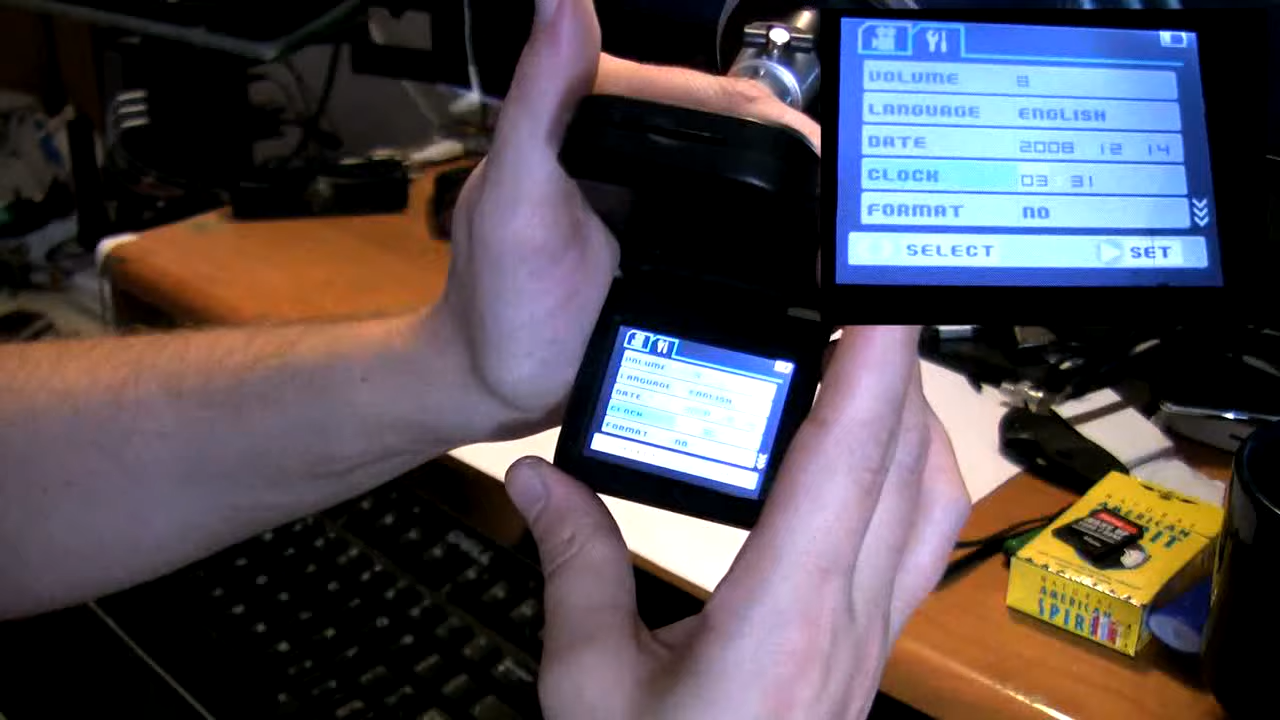 VOLUME 8
LANGUAGE ENGLISH
DATE 2008 12 14
CLOCK 03 31
FORMAT NO
SELECT SET
VOLUME
LANGUAGE ENGLISH
DATE
CLOCK
FORMAT NO
NATURAL
AMERICAN
NATURAL
AMERICAN
SPIRIT